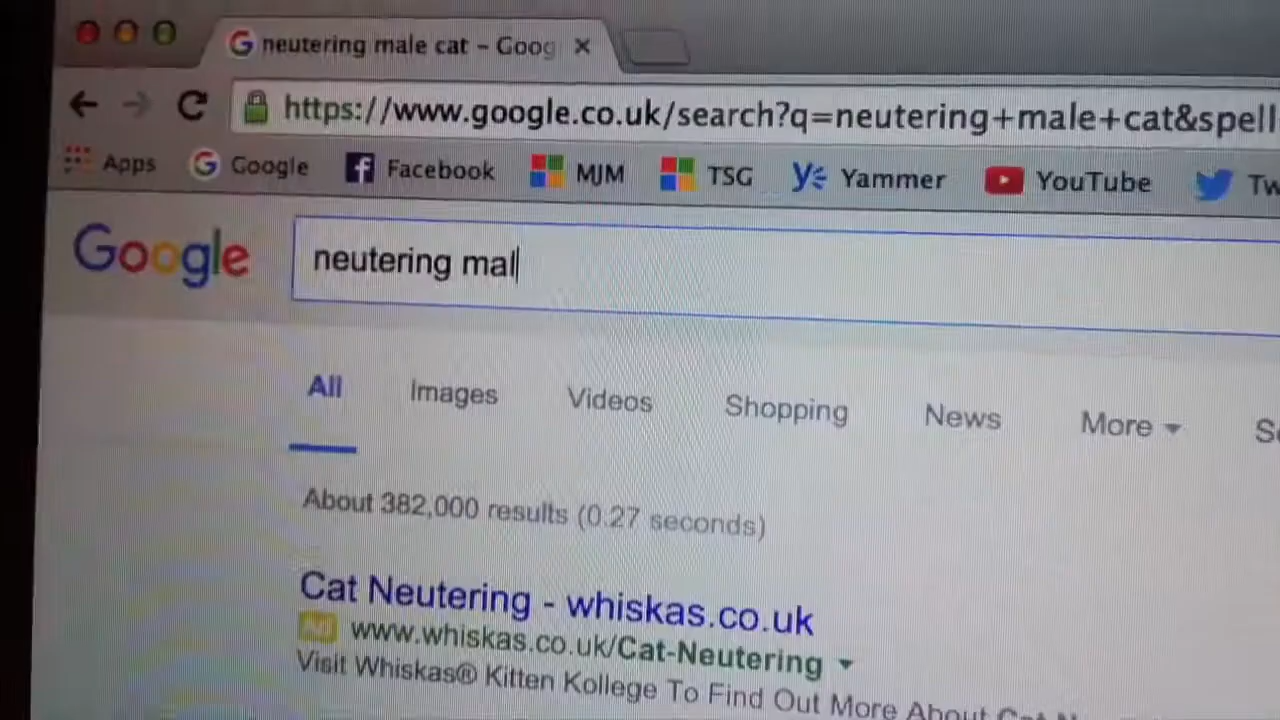 neutering male cat - Goog
https://www.google.co.uk/search?q=neutering+male+cat&spell
Apps Google Facebook MJM TSG Yammer YouTube Tw
Google neutering mal
All Images Videos Shopping News More
About 382,000 results (0.27 seconds)
Cat Neutering - whiskas.co.uk
Ad www.whiskas.co.uk/Cat-Neutering
Visit Whiskas® Kitten Kollege To Find Out More About Cat